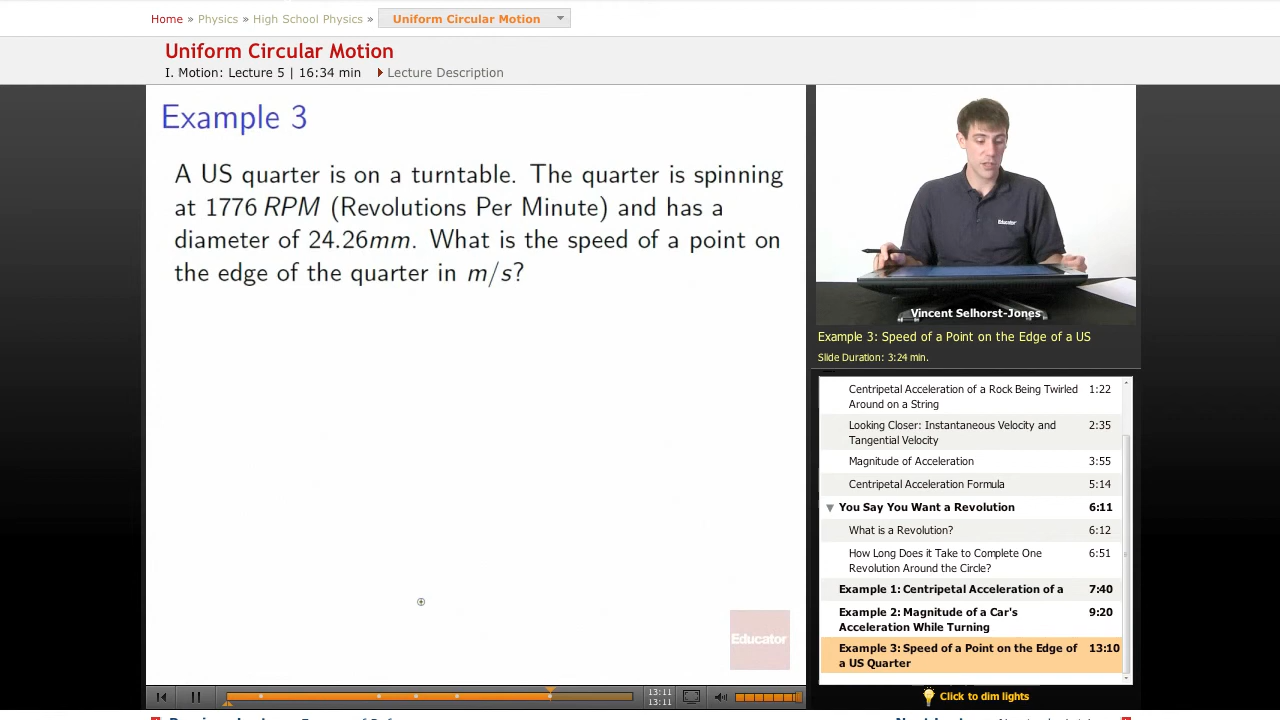 Home » Physics » High School Physics » Uniform Circular Motion
Uniform Circular Motion
I. Motion: Lecture 5 | 16:34 min Lecture Description
Example 3
A US quarter is on a turntable. The quarter is spinning
at 1776 RPM (Revolutions Per Minute) and has a
diameter of 24.26mm. What is the speed of a point on
the edge of the quarter in m/s?
Educator
Educator
Vincent Selhorst-Jones
Example 3: Speed of a Point on the Edge of a US
Slide Duration: 3:24 min.
Centripetal Acceleration of a Rock Being Twirled 1:22
Around on a String
Looking Closer: Instantaneous Velocity and 2:35
Tangential Velocity
Magnitude of Acceleration 3:55
Centripetal Acceleration Formula 5:14
You Say You Want a Revolution 6:11
What is a Revolution? 6:12
How Long Does it Take to Complete One 6:51
Revolution Around the Circle?
Example 1: Centripetal Acceleration of a 7:40
Example 2: Magnitude of a Car's 9:20
Acceleration While Turning
Example 3: Speed of a Point on the Edge of 13:10
a US Quarter
13:11
13:11
Click to dim lights